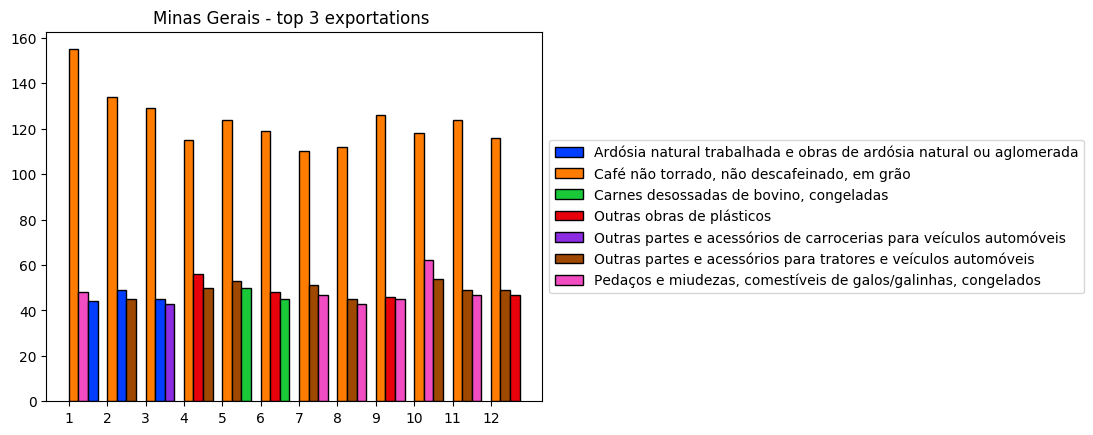 Minas Gerais - top 3 exportations
160
140
120
100
80
60
40
20
0
1 2 3 4 5 6 7 8 9 10 11 12
Ardósia natural trabalhada e obras de ardósia natural ou aglomerada
Café não torrado, não descafeinado, em grão
Carnes desossadas de bovino, congeladas
Outras obras de plásticos
Outras partes e acessórios de carrocerias para veículos automóveis
Outras partes e acessórios para tratores e veículos automóveis
Pedaços e miudezas, comestíveis de galos/galinhas, congelados